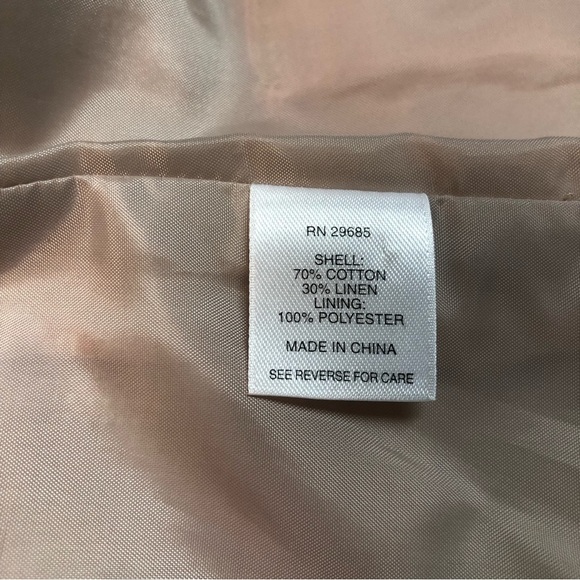 RN 29685
SHELL:
70% COTTON
30% LINEN
LINING:
100% POLYESTER
MADE IN CHINA
SEE REVERSE FOR CARE